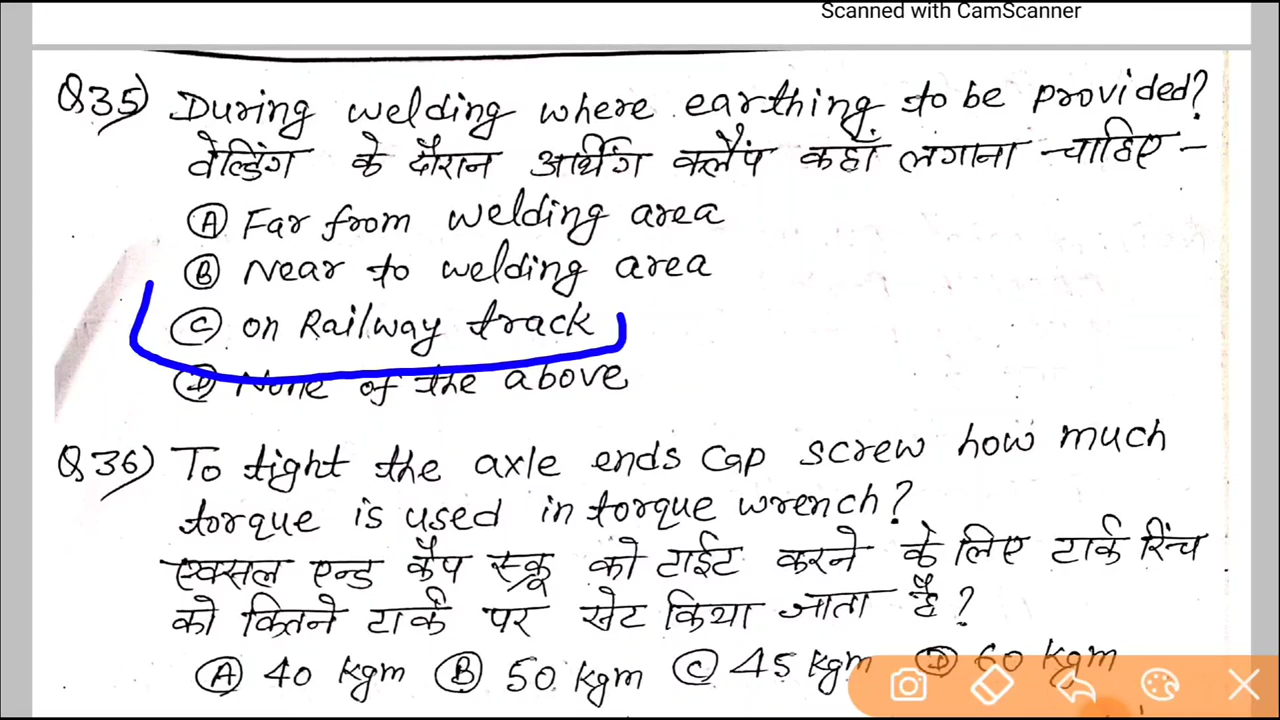 Scanned with CamScanner
Q35) During welding where earthing to be provided?
वेल्डिंग के दौरान अर्थिंग क्लैंप कहाँ लगाना चाहिए -
(A) Far from welding area
(B) Near to welding area
(C) on Railway track
(D) None of the above
Q36) To tight the axle ends cap screw how much
torque is used in torque wrench?
एक्सल एन्ड कैप स्क्रू को टाईट करने के लिए टार्क रिंच
को कितने टार्क पर सेट किया जाता है?
(A) 40 kgm (B) 50 kgm (C) 45 kgm (D) 60 kgm